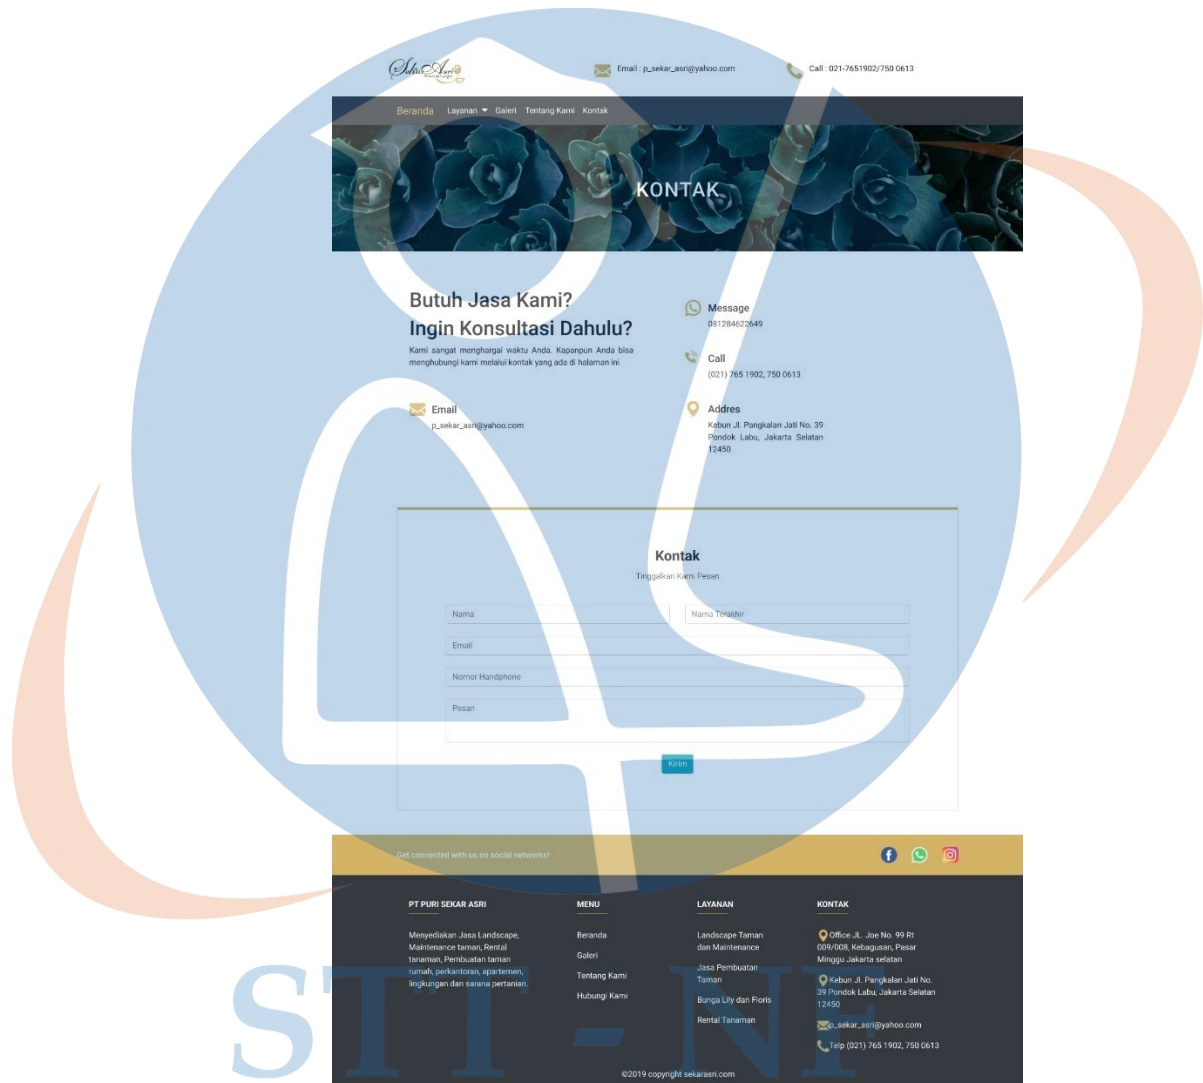 Sekar Asri
Email : p_sekar_asri@yahoo.com
Call : 021-7651902/750 0613
Beranda Layanan Galeri Tentang Kami Kontak
KONTAK
Butuh Jasa Kami?
Ingin Konsultasi Dahulu?
Kami sangat menghargai waktu Anda. Kapanpun Anda bisa
menghubungi kami melalui kontak yang ada di halaman ini
Email
p_sekar_asri@yahoo.com
Message
081284622649
Call
(021) 765 1902, 750 0613
Addres
Kebun Jl. Pangkalan Jati No. 39
Pondok Labu, Jakarta Selatan
12450
Kontak
Tinggalkan Kami Pesan
Nama
Nama Terakhir
Email
Nomor Handphone
Pesan
Kirim
Get connected with us on social networks!
PT PURI SEKAR ASRI
Menyediakan Jasa Landscape,
Maintenance taman, Rental
tanaman, Pembuatan taman
rumah, perkantoran, apartemen,
lingkungan dan sarana pertanian.
MENU
Beranda
Galeri
Tentang Kami
Hubungi Kami
LAYANAN
Landscape Taman
dan Maintenance
Jasa Pembuatan
Taman
Bunga Lily dan Floris
Rental Tanaman
KONTAK
Office JL. Joe No. 99 Rt
009/008, Kebagusan, Pasar
Minggu Jakarta selatan
Kebun Jl. Pangkalan Jati No.
39 Pondok Labu, Jakarta Selatan
12450
p_sekar_asri@yahoo.com
Telp (021) 765 1902, 750 0613
©2019 copyright sekarasri.com
STT - NF